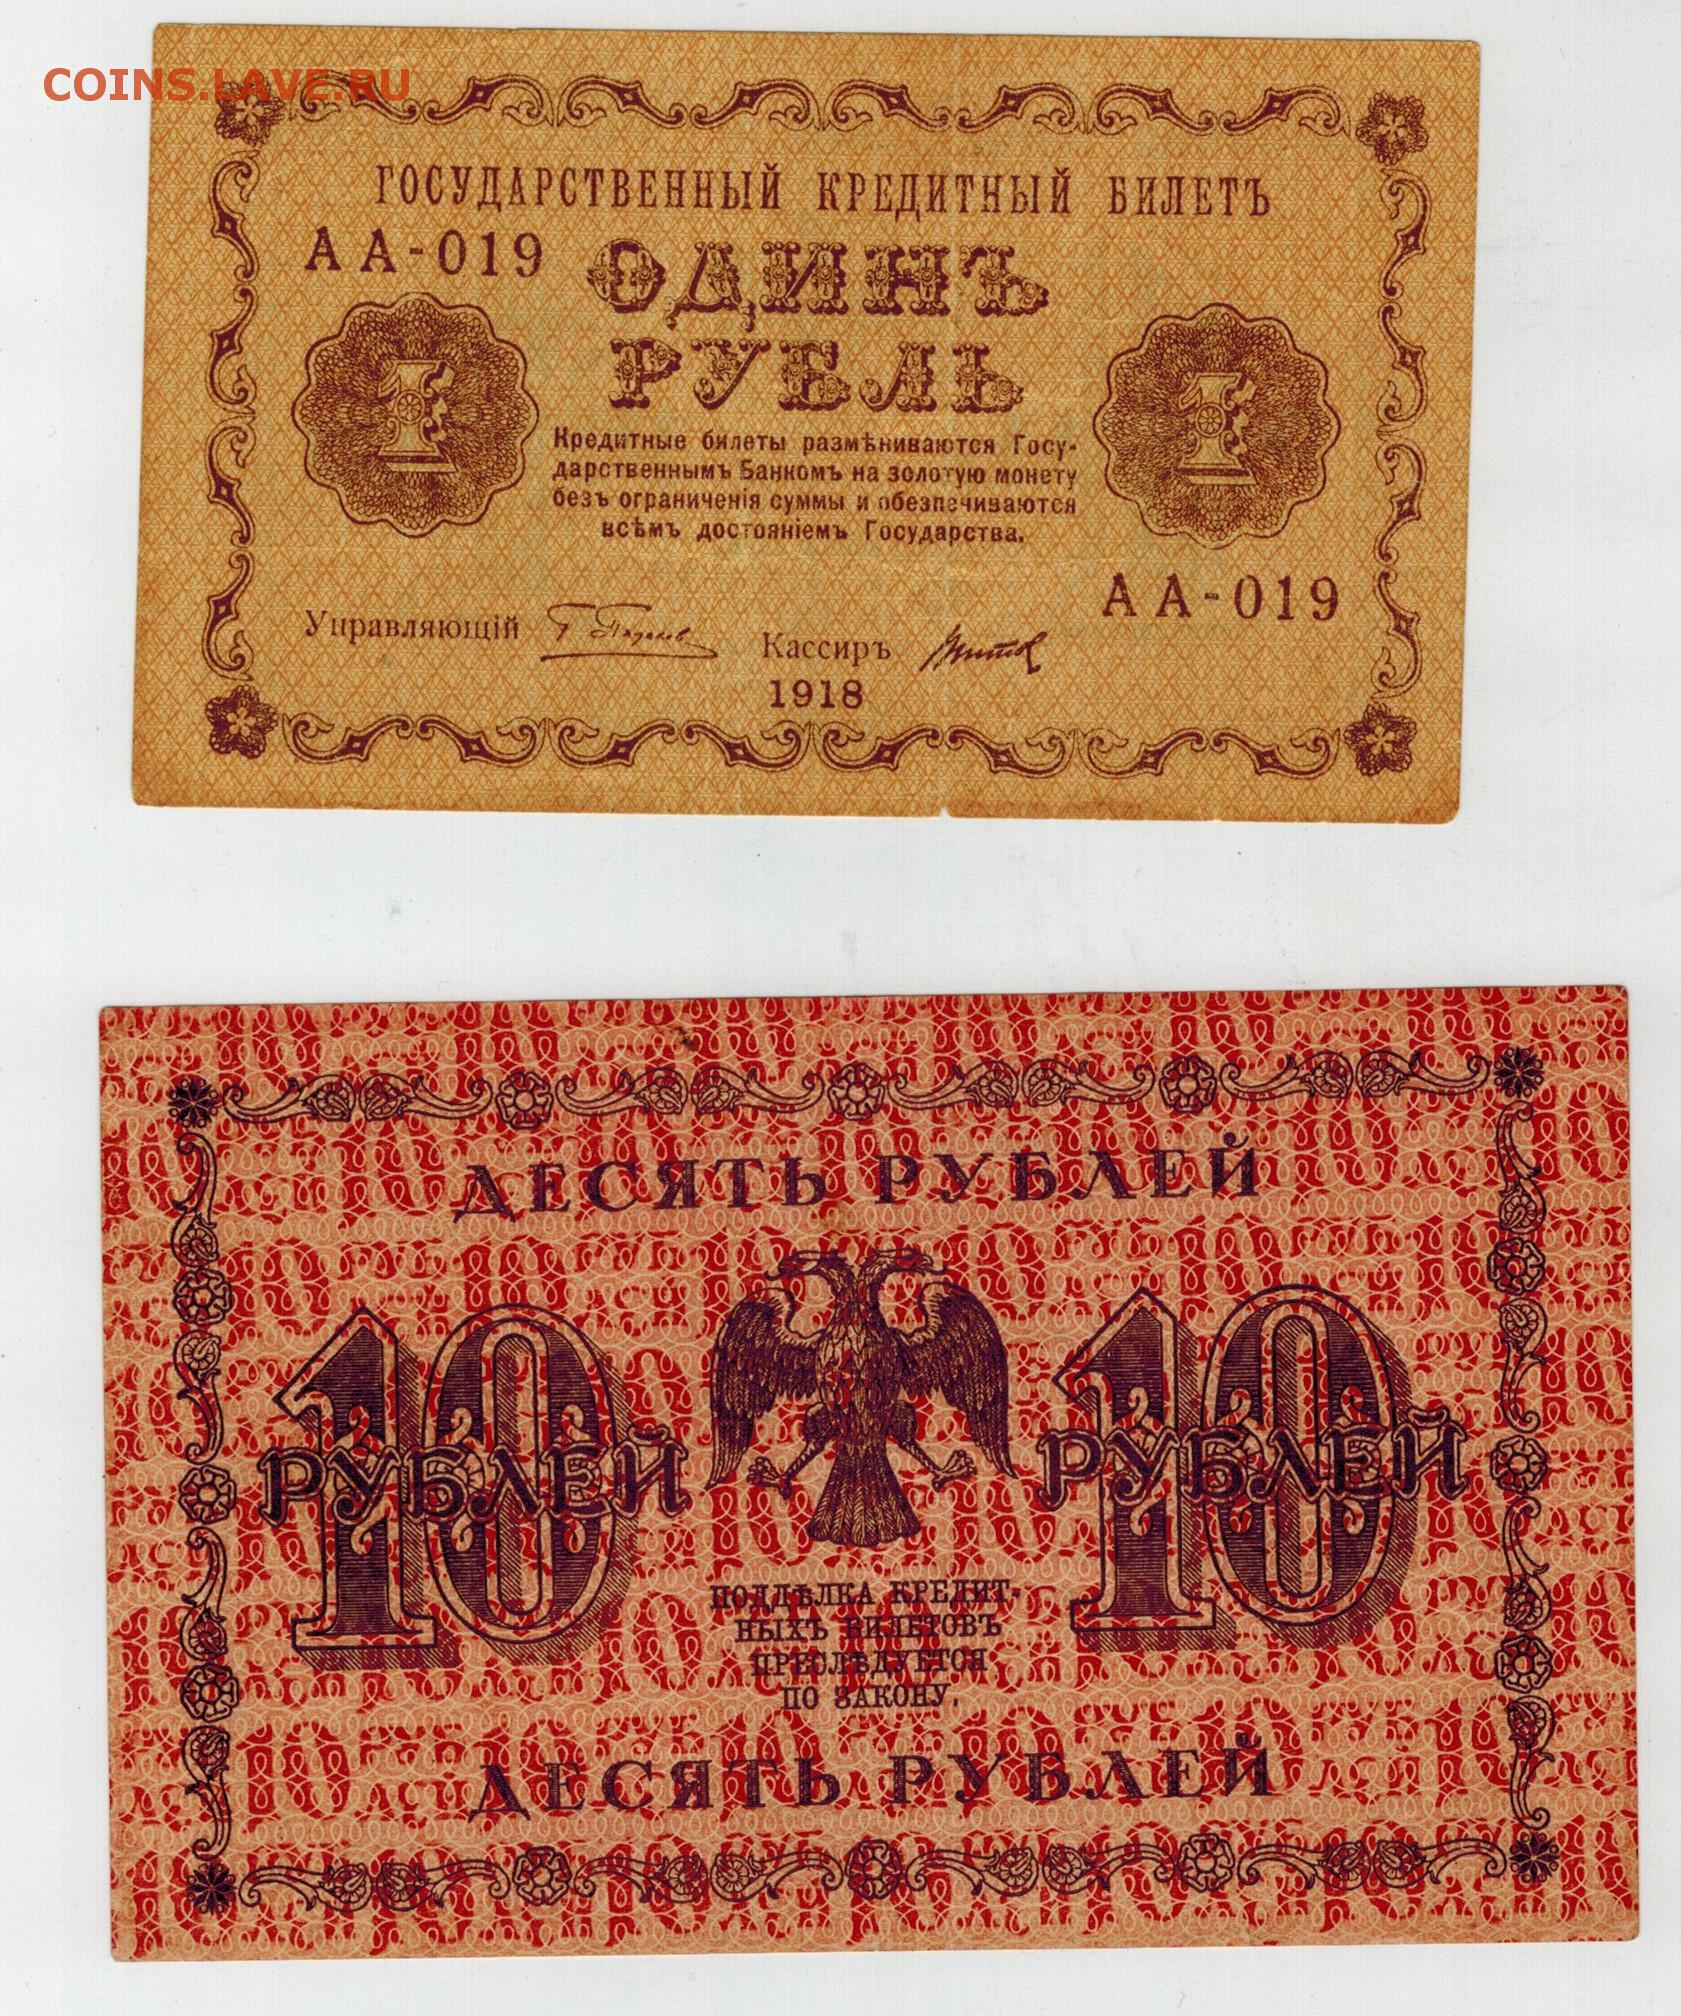 COINS.LAVE.RU
ГОСУДАРСТВЕННЫЙ КРЕДИТНЫЙ БИЛЕТЪ
АА-019
ОДИНЪ
РУБЛЬ
1
1
Кредитные билеты размѣниваются Госу-
дарственнымъ Банкомъ на золотую монету
безъ ограниченія суммы и обезпечиваются
всѣмъ достояніемъ Государства.
АА-019
Управляющій
Кассиръ
1918
ДЕСЯТЬ РУБЛЕЙ
10 10
РУБЛЕЙ РУБЛЕЙ
ПОДДѢЛКА КРЕДИТ-
НЫХЪ БИЛЕТОВЪ
ПРЕСЛѢДУЕТСЯ
ПО ЗАКОНУ.
ДЕСЯТЬ РУБЛЕЙ